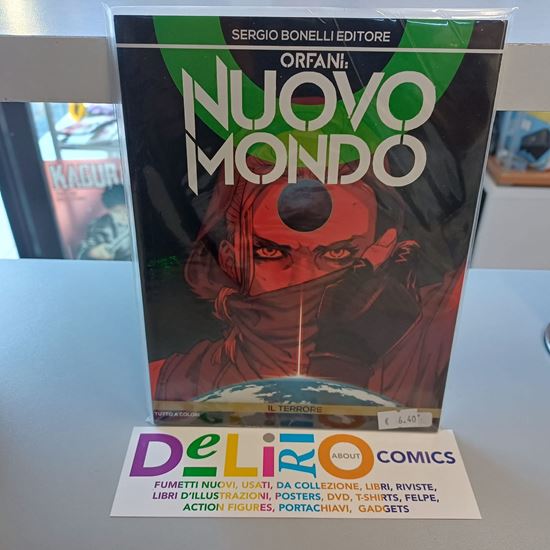 SERGIO BONELLI EDITORE
ORFANI:
NUOVO
MONDO
KAGUR
IL TERRORE
TUTTO A COLORI
€ 6.40
DeLiRiO ABOUT COMICS
FUMETTI NUOVI, USATI, DA COLLEZIONE, LIBRI, RIVISTE,
LIBRI D'ILLUSTRAZIONI, POSTERS, DVD, T-SHIRTS, FELPE,
ACTION FIGURES, PORTACHIAVI, GADGETS